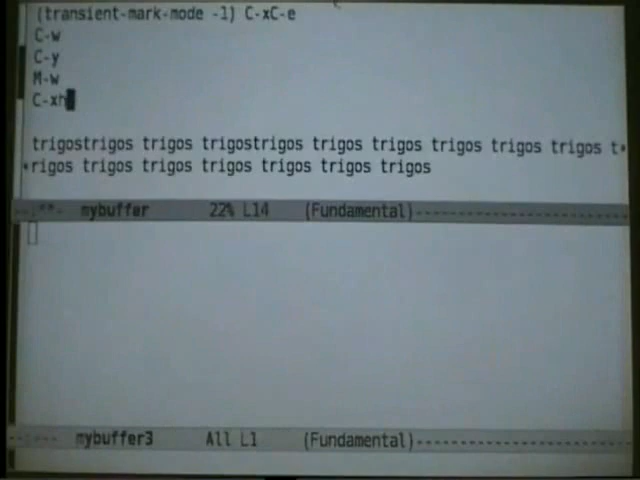 (transient-mark-mode -1) C-xC-e
C-w
C-y
M-w
C-xh
trigostrigos trigos trigostrigos trigos trigos trigos trigos trigos t
rigos trigos trigos trigos trigos trigos trigos
--:**- mybuffer 22% L14 (Fundamental)----------------------
--:--- mybuffer3 All L1 (Fundamental)----------------------